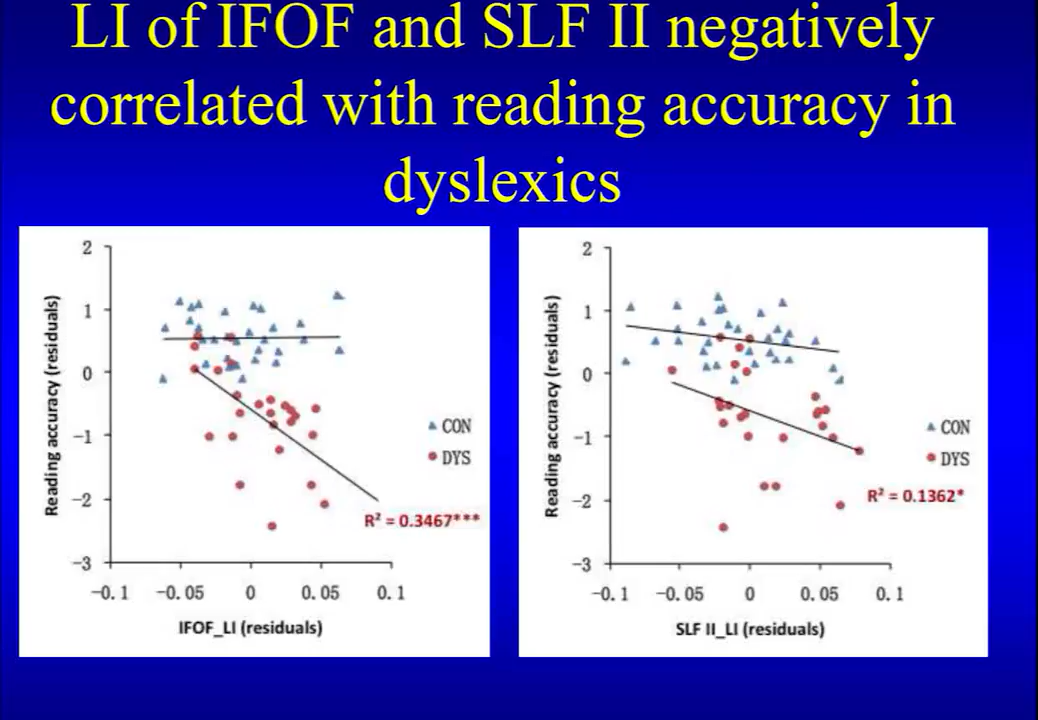 LI of IFOF and SLF II negatively
correlated with reading accuracy in
dyslexics
2
1
0
−1
−2
−3
Reading accuracy (residuals)
−0.1 −0.05 0 0.05 0.1
IFOF_LI (residuals)
CON
DYS
R² = 0.3467***
2
1
0
−1
−2
−3
Reading accuracy (residuals)
−0.1 −0.05 0 0.05 0.1
SLF II_LI (residuals)
CON
DYS
R² = 0.1362*